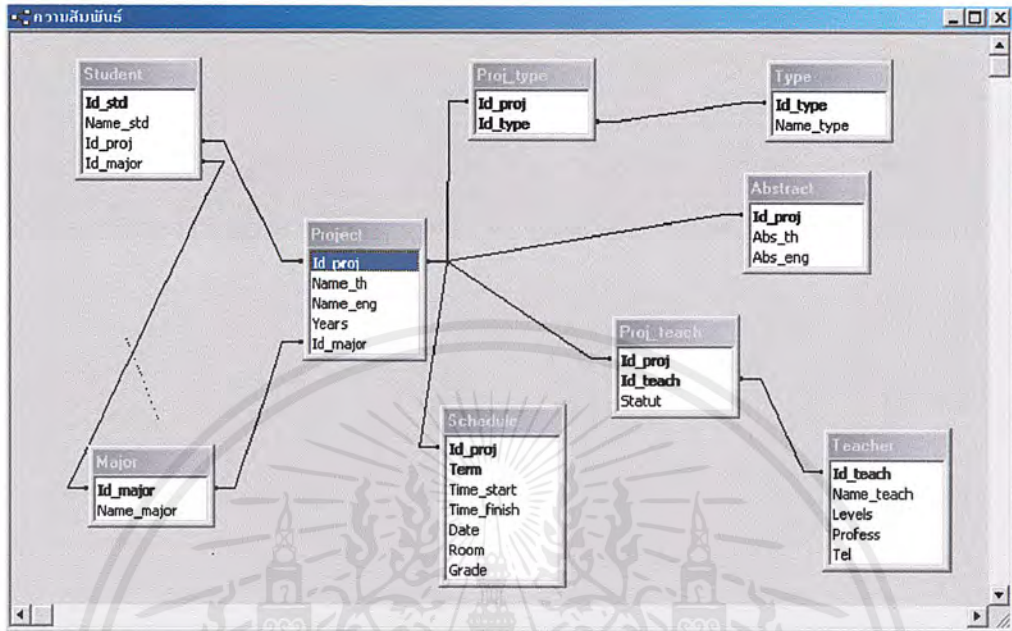 ความสัมพันธ์
Student
Id_std
Name_std
Id_proj
Id_major
Proj_type
Id_proj
Id_type
Type
Id_type
Name_type
Abstract
Id_proj
Abs_th
Abs_eng
Project
Id_proj
Name_th
Name_eng
Years
Id_major
Proj_teach
Id_proj
Id_teach
Statut
Schedule
Id_proj
Term
Time_start
Time_finish
Date
Room
Grade
Major
Id_major
Name_major
Teacher
Id_teach
Name_teach
Levels
Profess
Tel